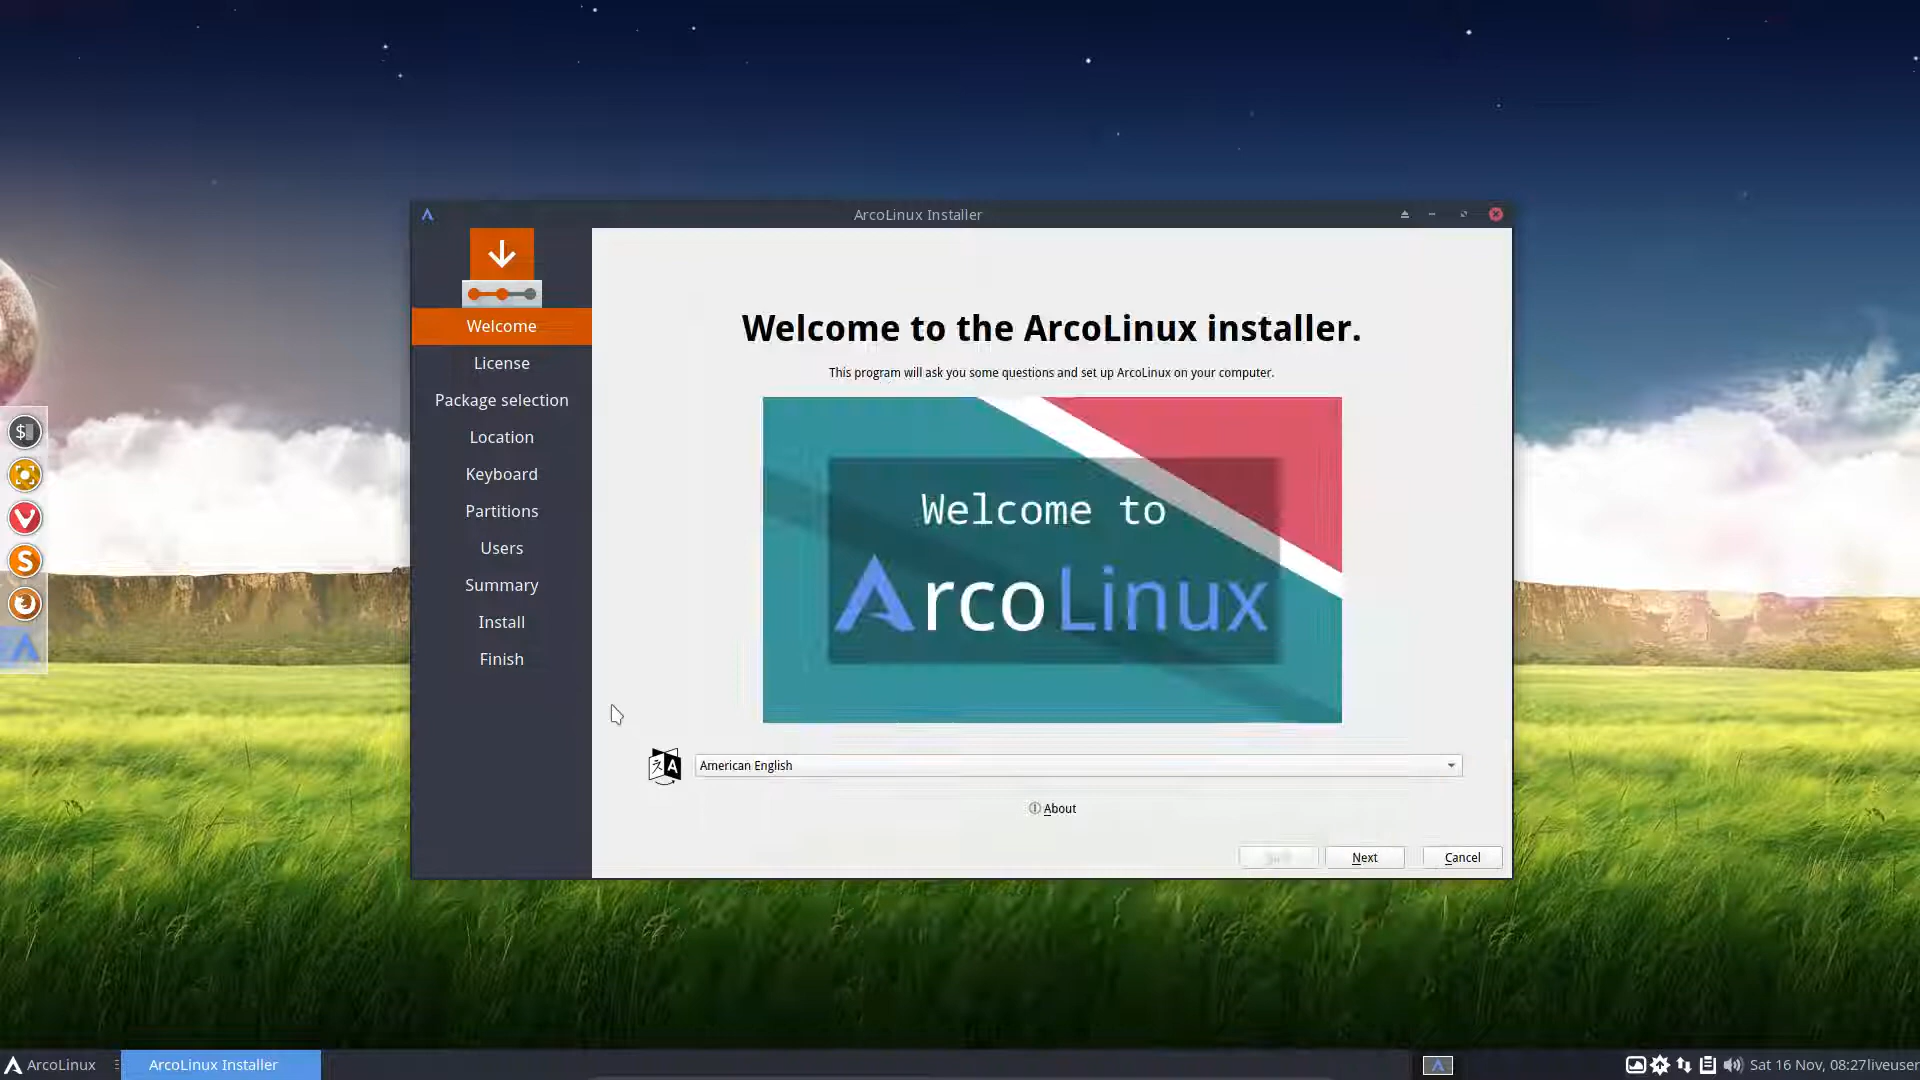 ArcoLinux Installer
Welcome
License
Package selection
Location
Keyboard
Partitions
Users
Summary
Install
Finish
Welcome to the ArcoLinux installer.
This program will ask you some questions and set up ArcoLinux on your computer.
Welcome to
ArcoLinux
American English
About
Next
Cancel
ArcoLinux
ArcoLinux Installer
Sat 16 Nov, 08:27liveuser